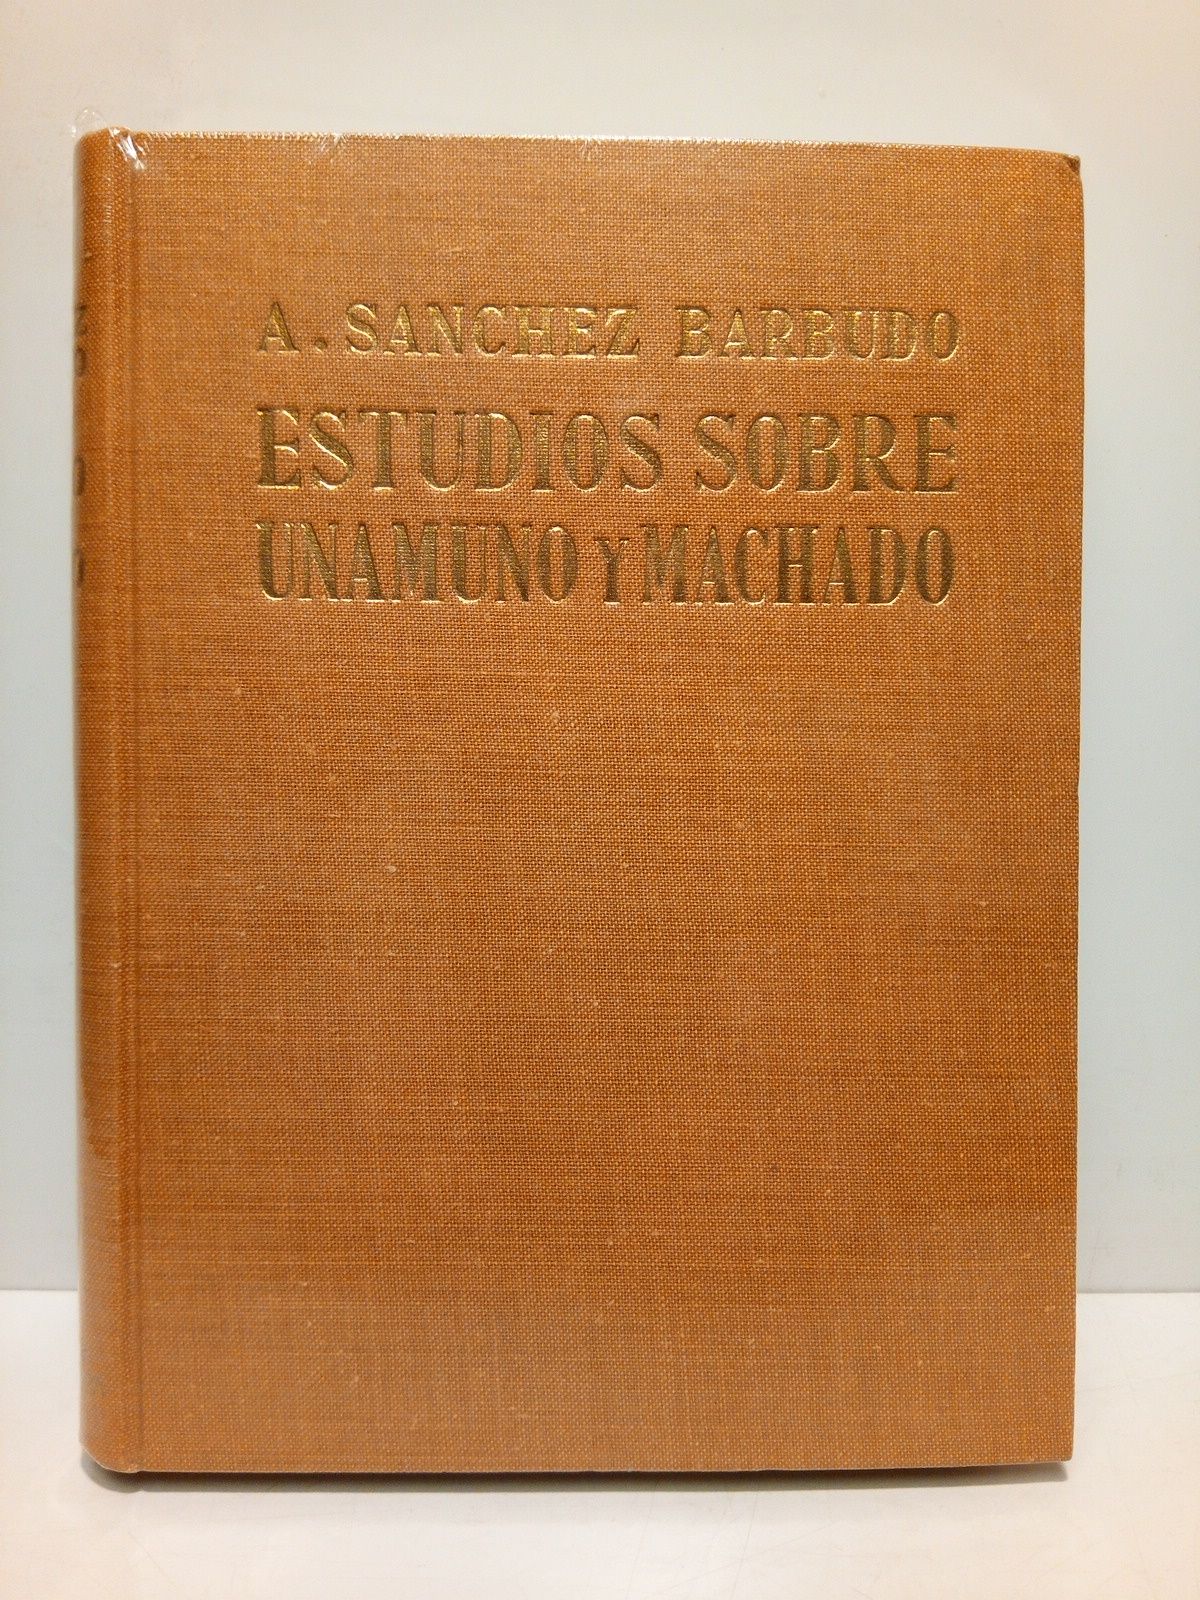 A. SANCHEZ BARBUDO
ESTUDIOS SOBRE
UNAMUNO Y MACHADO